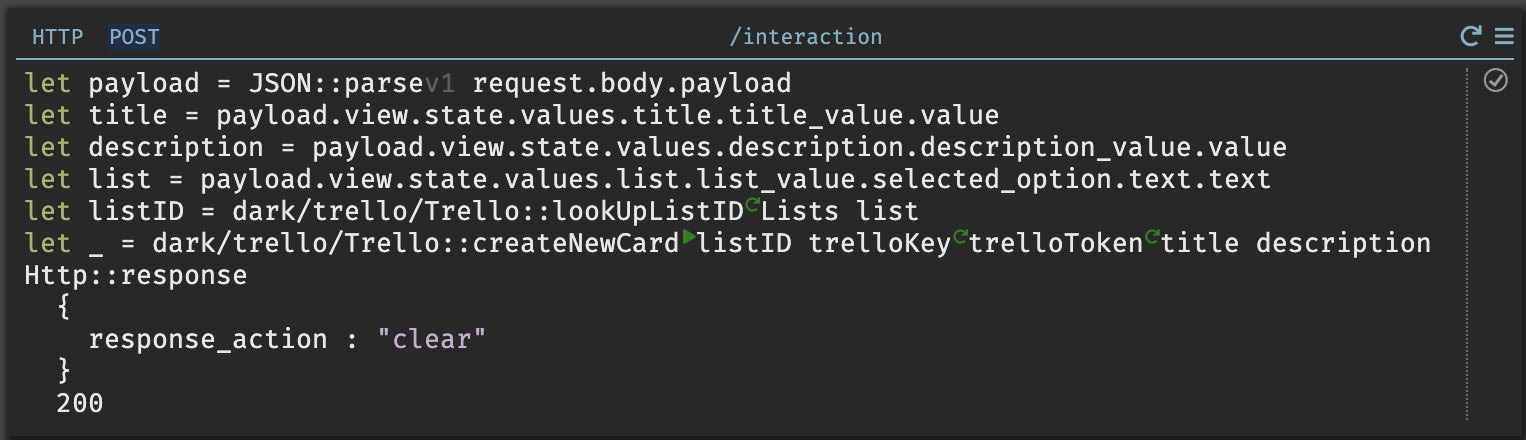 HTTP POST /interaction
let payload = JSON::parsev1 request.body.payload
let title = payload.view.state.values.title.title_value.value
let description = payload.view.state.values.description.description_value.value
let list = payload.view.state.values.list.list_value.selected_option.text.text
let listID = dark/trello/Trello::lookUpListID Lists list
let _ = dark/trello/Trello::createNewCard listID trelloKey trelloToken title description
Http::response
{
response_action : "clear"
}
200